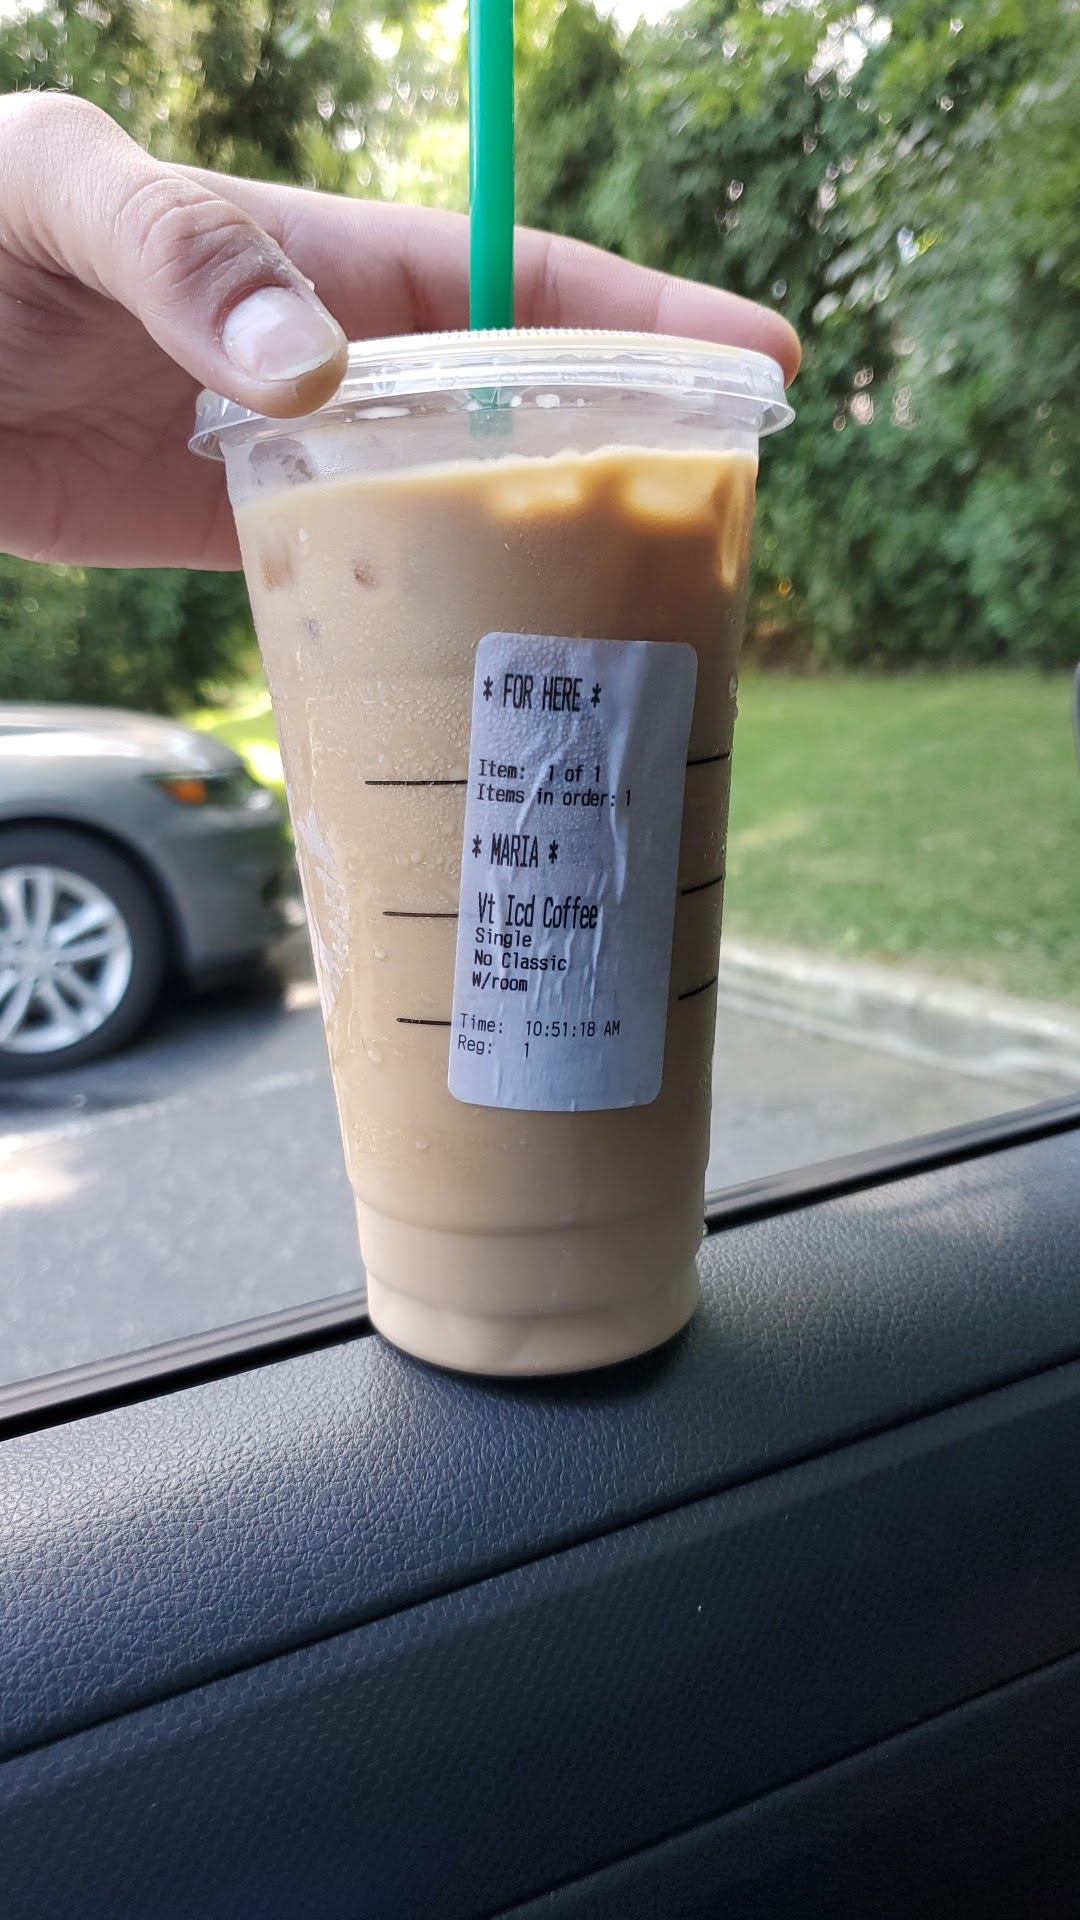 * FOR HERE *
Item: 1 of 1
Items in order: 1
* MARIA *
Vt Icd Coffee
Single
No Classic
W/room
Time: 10:51:18 AM
Reg: 1